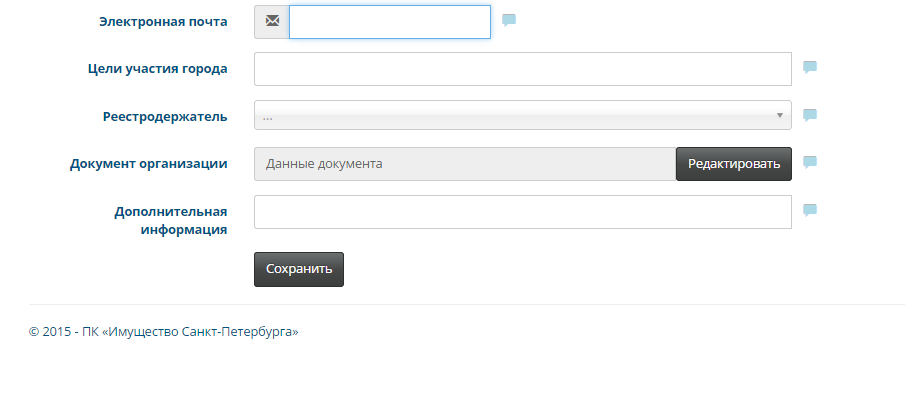 Электронная почта
Цели участия города
Реестродержатель
...
Документ организации
Данные документа
Редактировать
Дополнительная
информация
Сохранить
© 2015 - ПК «Имущество Санкт-Петербурга»